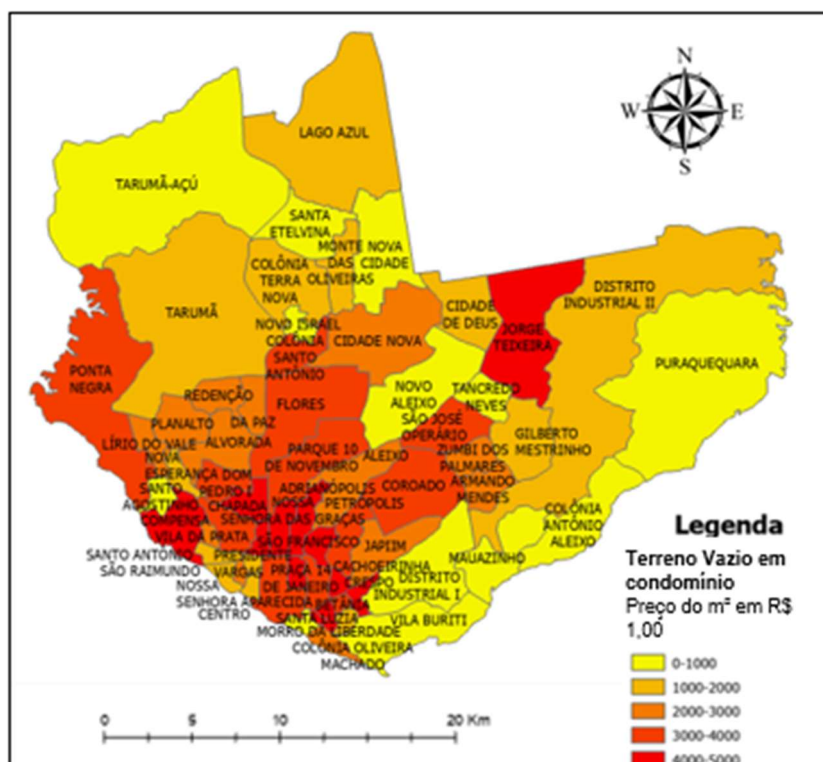 N
W E
S
LAGO AZUL
TARUMÃ-AÇÚ
SANTA
ETELVINA
MONTE
DAS
OLIVEIRAS
NOVA
CIDADE
COLÔNIA
TERRA
NOVA
CIDADE
DE DEUS
DISTRITO
INDUSTRIAL II
TARUMÃ
NOVO ISRAEL
COLÔNIA
SANTO
ANTÔNIO
CIDADE NOVA
JORGE
TEIXEIRA
PURAQUEQUARA
PONTA
NEGRA
REDENÇÃO
FLORES
NOVO
ALEIXO
TANCREDO
NEVES
PLANALTO
DA PAZ
SÃO JOSÉ
OPERÁRIO
GILBERTO
MESTRINHO
LÍRIO DO VALE
ALVORADA
PARQUE 10
DE NOVEMBRO
ALEIXO
ZUMBI DOS
PALMARES
NOVA
ESPERANÇA
DOM
PEDRO I
ADRIANÓPOLIS
COROADO
ARMANDO
MENDES
SANTO
AGOSTINHO
CHAPADA
NOSSA
SENHORA DAS GRAÇAS
PETRÓPOLIS
COLÔNIA
ANTÔNIO
ALEIXO
COMPENSA
VILA DA PRATA
SÃO FRANCISCO
JAPIIM
MAUAZINHO
SANTO ANTÔNIO
SÃO RAIMUNDO
PRESIDENTE
VARGAS
PRAÇA 14
DE JANEIRO
CACHOEIRINHA
CRESPO
DISTRITO
INDUSTRIAL I
NOSSA
SENHORA APARECIDA
CENTRO
BETÂNIA
SANTA LUZIA
VILA BURITI
MORRO DA LIBERDADE
COLÔNIA OLIVEIRA
MACHADO
Legenda
Terreno Vazio em
condomínio
Preço do m² em R$
1,00
0-1000
1000-2000
2000-3000
3000-4000
4000-5000
0 5 10 20 Km